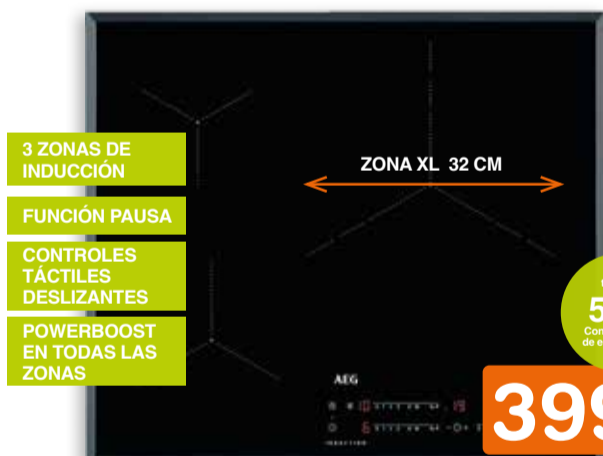 3 ZONAS DE
INDUCCIÓN
FUNCIÓN PAUSA
CONTROLES
TÁCTILES
DESLIZANTES
POWERBOOST
EN TODAS LAS
ZONAS
ZONA XL 32 CM
AEG
INDUCTION
399